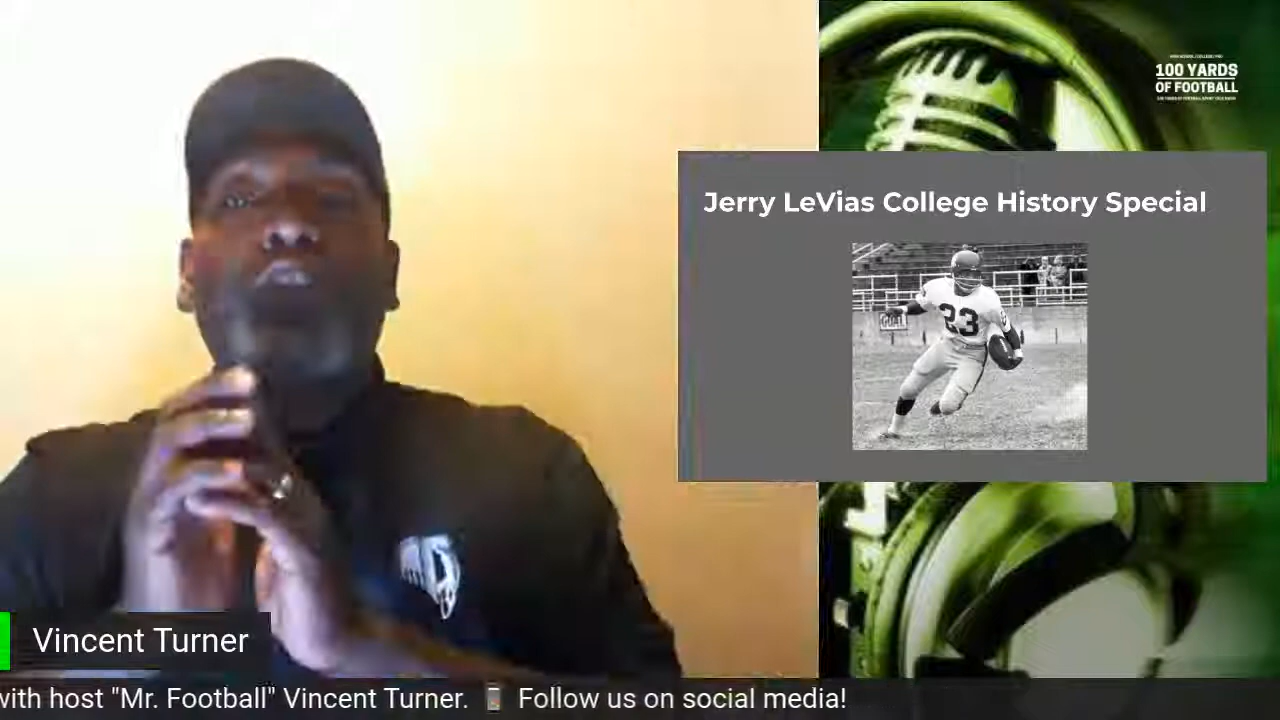 100 YARDS
OF FOOTBALL
Jerry LeVias College History Special
23
Vincent Turner
with host "Mr. Football" Vincent Turner. 📱 Follow us on social media!